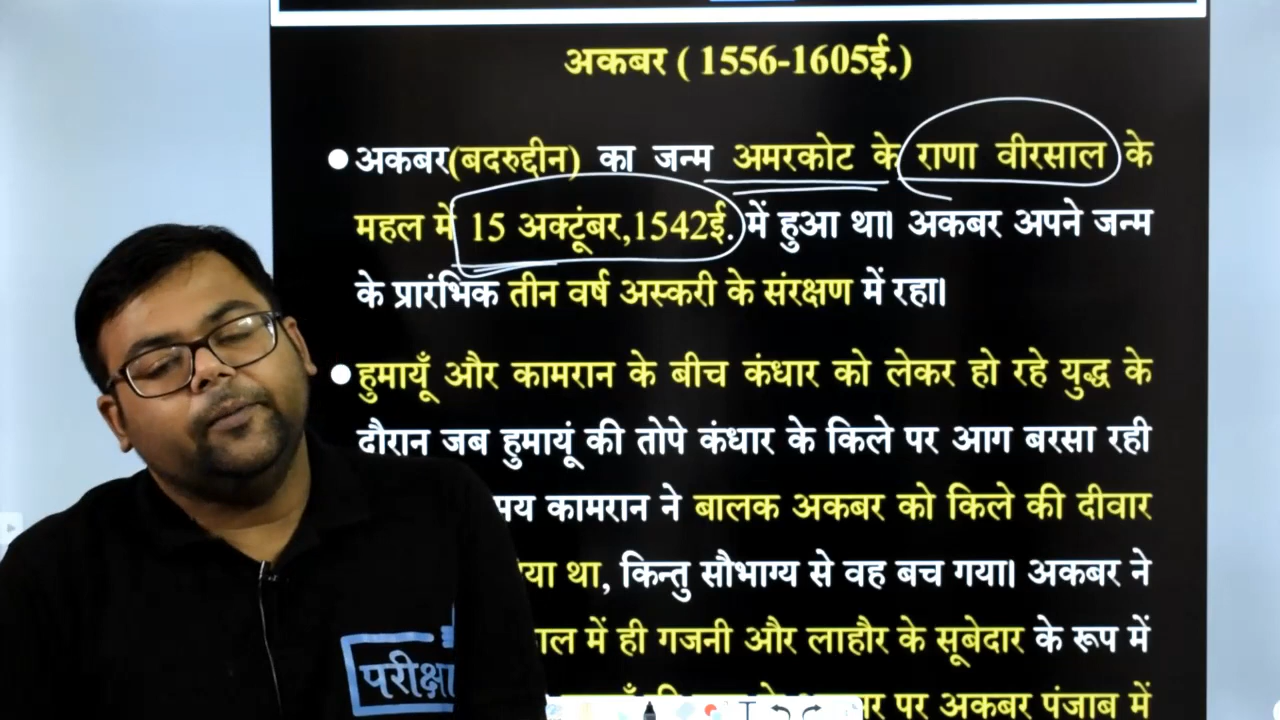 अकबर ( 1556-1605ई.)
अकबर(बदरुद्दीन) का जन्म अमरकोट के राणा वीरसाल के
महल में 15 अक्टूंबर,1542ई. में हुआ था। अकबर अपने जन्म
के प्रारंभिक तीन वर्ष अस्करी के संरक्षण में रहा।
हुमायूँ और कामरान के बीच कंधार को लेकर हो रहे युद्ध के
दौरान जब हुमायूं की तोपे कंधार के किले पर आग बरसा रही
कामरान ने बालक अकबर को किले की दीवार
था, किन्तु सौभाग्य से वह बच गया। अकबर ने
में ही गजनी और लाहौर के सूबेदार के रूप में
पर अकबर पंजाब में
परीक्षा